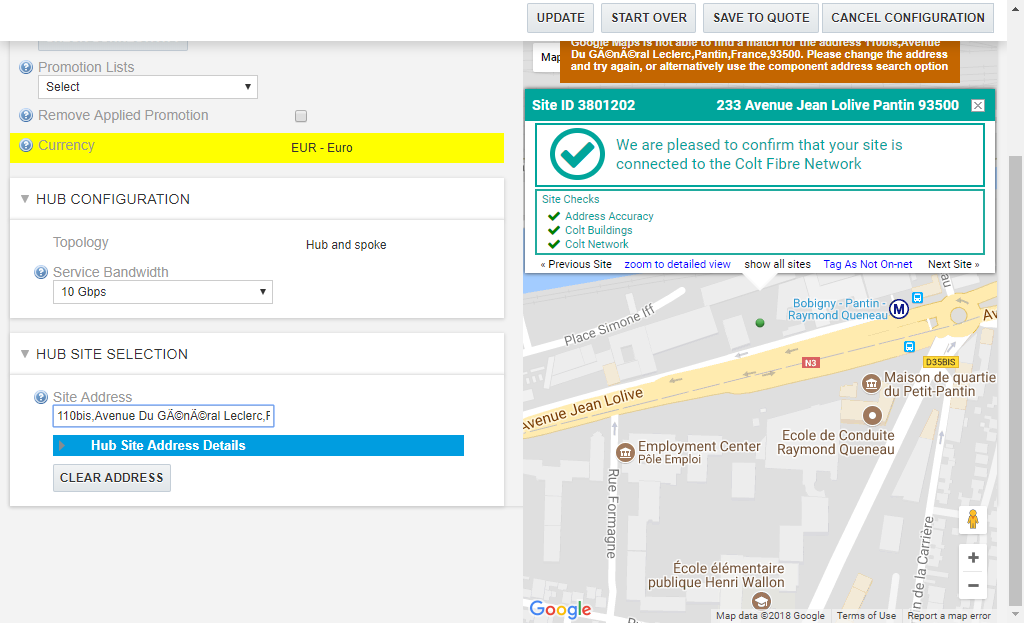 UPDATE
START OVER
SAVE TO QUOTE
CANCEL CONFIGURATION
Promotion Lists
Select
Remove Applied Promotion
Currency
EUR - Euro
HUB CONFIGURATION
Topology
Hub and spoke
Service Bandwidth
10 Gbps
HUB SITE SELECTION
Site Address
110bis,Avenue Du GÃ©nÃ©ral Leclerc,F
Hub Site Address Details
CLEAR ADDRESS
Map
Google Maps is not able to find a match for the address 110bis,Avenue
Du GÃ©nÃ©ral Leclerc,Pantin,France,93500. Please change the address
and try again, or alternatively use the component address search option
Site ID 3801202
233 Avenue Jean Lolive Pantin 93500
We are pleased to confirm that your site is
connected to the Colt Fibre Network
Site Checks
Address Accuracy
Colt Buildings
Colt Network
« Previous Site
zoom to detailed view
show all sites
Tag As Not On-net
Next Site »
Place Simone Iff
Bobigny - Pantin -
Raymond Queneau
M
N3
D35BIS
Avenue Jean Lolive
Maison de quartie
du Petit-Pantin
Ecole de Conduite
Raymond Queneau
Employment Center
Pôle Emploi
Rue Formagne
École élémentaire
publique Henri Wallon
n de la Carrière
Google
Map data ©2018 Google
Terms of Use
Report a map error